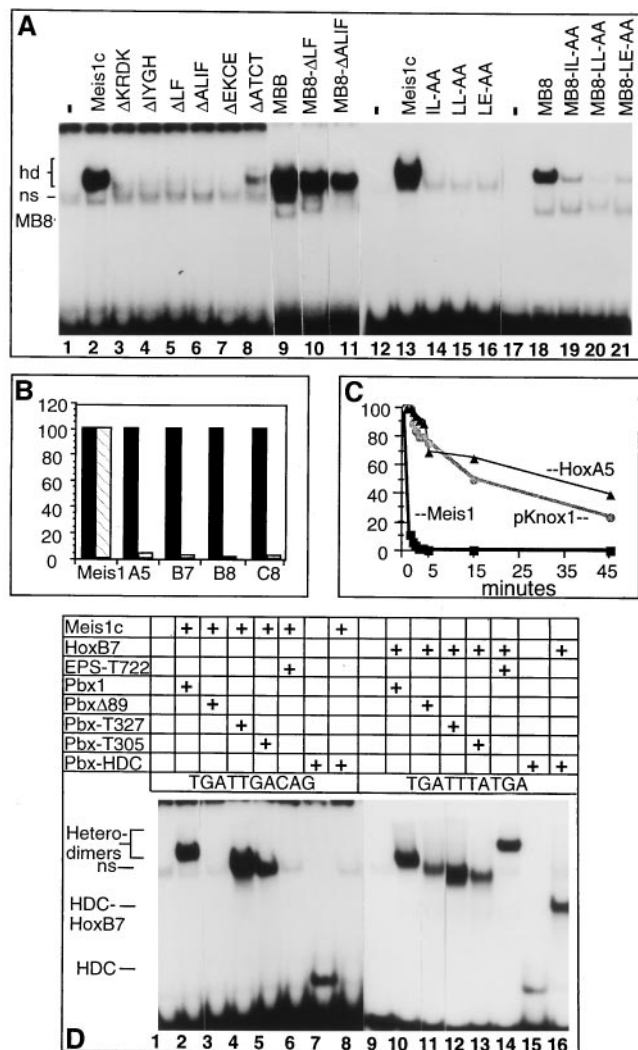 A
-
Meis1c
ΔKRDK
ΔIYGH
ΔLF
ΔALIF
ΔEKCE
ΔATCT
MBB
MB8-ΔLF
MB8-ΔALIF
-
Meis1c
IL-AA
LL-AA
LE-AA
-
MB8
MB8-IL-AA
MB8-LL-AA
MB8-LE-AA
hd
ns
MB8
1 2 3 4 5 6 7 8 9 10 11 12 13 14 15 16 17 18 19 20 21
B
120
100
80
60
40
20
0
Meis1 A5 B7 B8 C8
C
100
80
60
40
20
0
--HoxA5
--Meis1
pKnox1--
0 5 15 25 35 45
minutes
Meis1c + + + + + +
HoxB7 + + + + + +
EPS-T722 + +
Pbx1 + +
PbxΔ89 + +
Pbx-T327 + +
Pbx-T305 + +
Pbx-HDC + + + +
TGATTGACAG TGATTTATGA
Hetero-
dimers
ns
HDC-
HoxB7
HDC
D
1 2 3 4 5 6 7 8 9 10 11 12 13 14 15 16